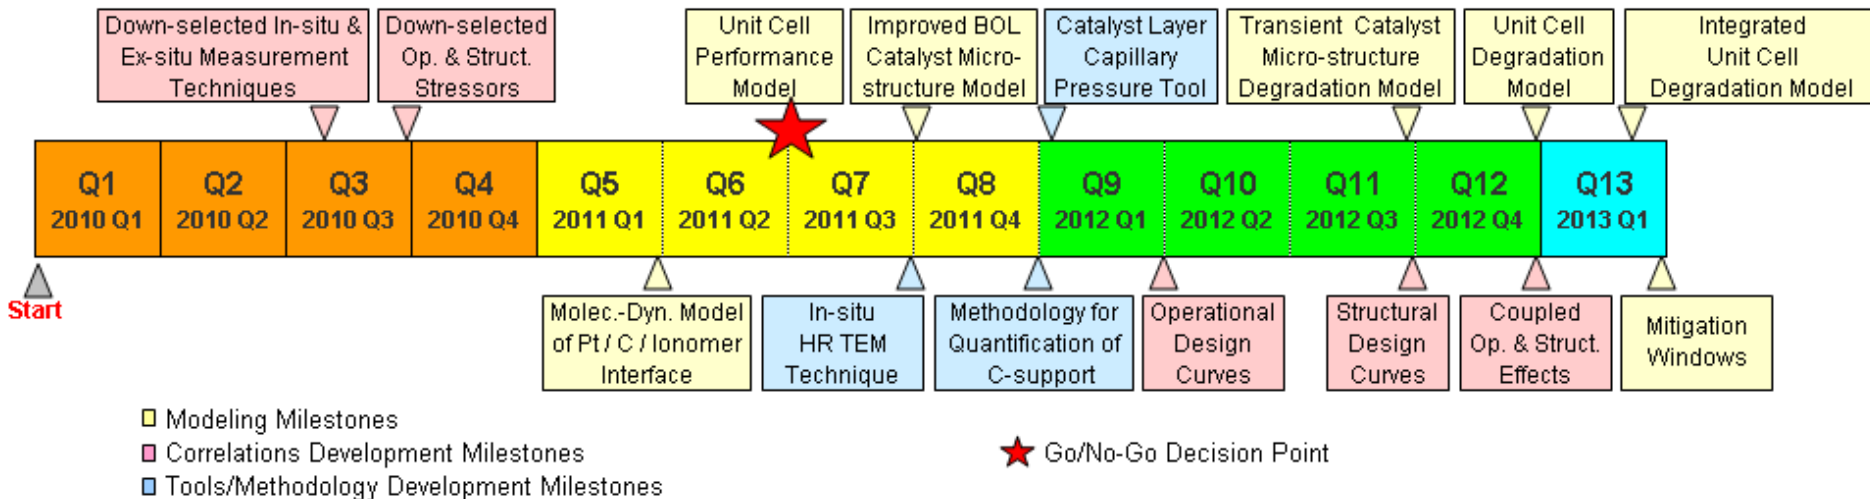 Down-selected In-situ &
Ex-situ Measurement
Techniques
Down-selected
Op. & Struct.
Stressors
Unit Cell
Performance
Model
Improved BOL
Catalyst Micro-
structure Model
Catalyst Layer
Capillary
Pressure Tool
Transient Catalyst
Micro-structure
Degradation Model
Unit Cell
Degradation
Model
Integrated
Unit Cell
Degradation Model
Q1
2010 Q1
Q2
2010 Q2
Q3
2010 Q3
Q4
2010 Q4
Q5
2011 Q1
Q6
2011 Q2
Q7
2011 Q3
Q8
2011 Q4
Q9
2012 Q1
Q10
2012 Q2
Q11
2012 Q3
Q12
2012 Q4
Q13
2013 Q1
Start
Molec.-Dyn. Model
of Pt / C / Ionomer
Interface
In-situ
HR TEM
Technique
Methodology for
Quantification of
C-support
Operational
Design
Curves
Structural
Design
Curves
Coupled
Op. & Struct.
Effects
Mitigation
Windows
Modeling Milestones
Correlations Development Milestones
Tools/Methodology Development Milestones
Go/No-Go Decision Point